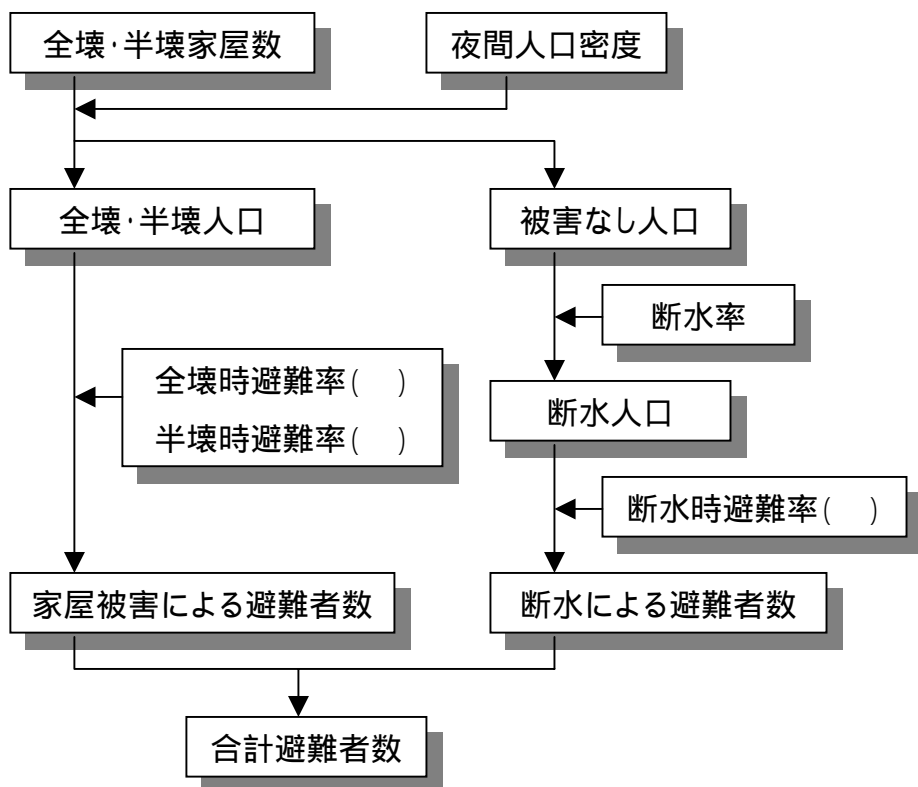 全壊・半壊家屋数
夜間人口密度
全壊・半壊人口
被害なし人口
断水率
全壊時避難率(　)
半壊時避難率(　)
断水人口
断水時避難率(　)
家屋被害による避難者数
断水による避難者数
合計避難者数